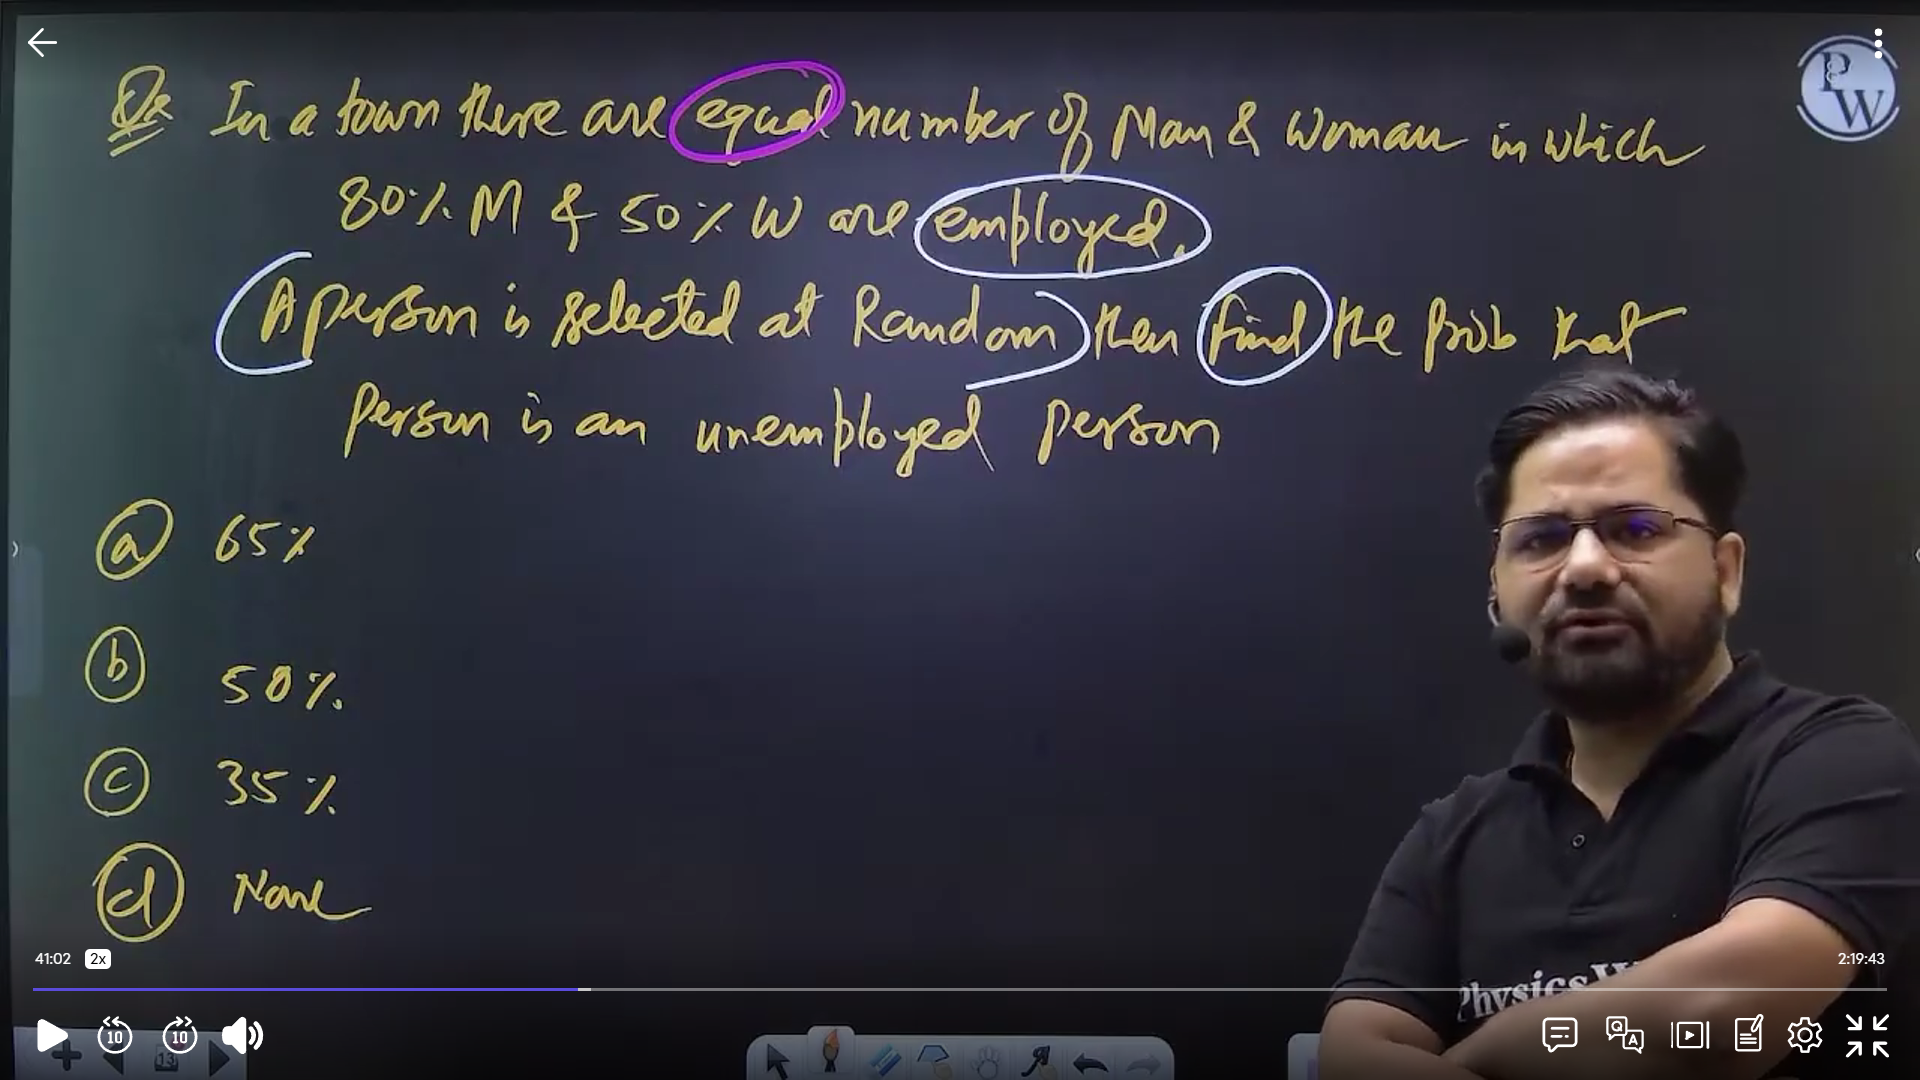 Qs In a town there are equal number of Man & Woman in which
80% M & 50% W are employed.
A person is selected at Random then find the prob that
person is an unemployed person
a 65%
b 50%.
c 35%
d None
PW
Physics W
41:02 2x
2:19:43
10 10
13